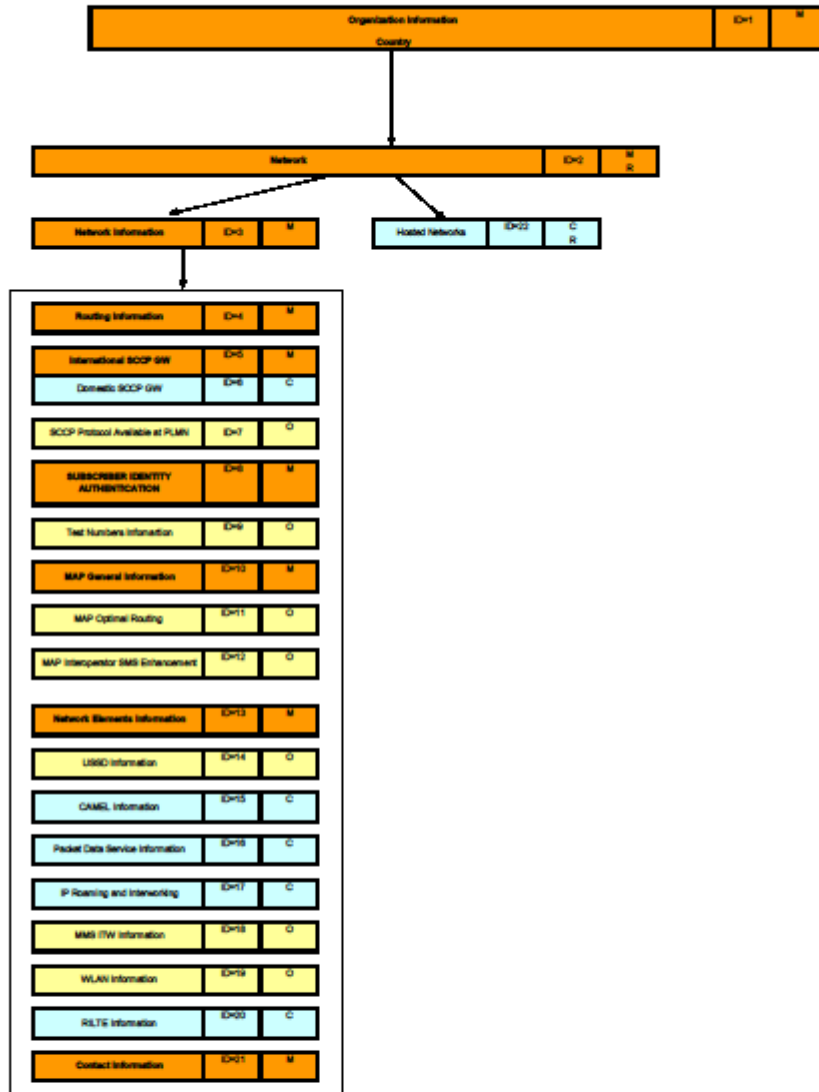 Organization Information ID=1 M
Country
Network ID=2 M
R
Network Information ID=3 M
Hosted Networks ID=22 C
R
Routing Information ID=4 M
International SCCP GW ID=5 M
Domestic SCCP GW ID=6 C
SCCP Protocol Available at PLMN ID=7 O
SUBSCRIBER IDENTITY ID=8 M
AUTHENTICATION
Test Numbers Infomartion ID=9 O
MAP General Information ID=10 M
MAP Optimal Routing ID=11 O
MAP Interoperator SMS Enhancement ID=12 O
Network Elements Information ID=13 M
USSD Information ID=14 O
CAMEL Information ID=15 C
Packet Data Service Information ID=16 C
IP Roaming and Interworking ID=17 C
MMS ITW Information ID=18 O
WLAN Information ID=19 O
RILTE Information ID=20 C
Contact Information ID=21 M